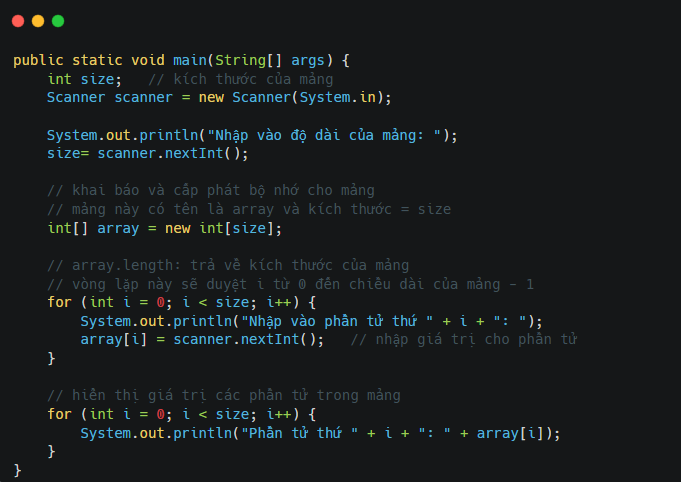 public static void main(String[] args) {
    int size;   // kích thước của mảng
    Scanner scanner = new Scanner(System.in);

    System.out.println("Nhập vào độ dài của mảng: ");
    size= scanner.nextInt();

    // khai báo và cấp phát bộ nhớ cho mảng
    // mảng này có tên là array và kích thước = size
    int[] array = new int[size];

    // array.length: trả về kích thước của mảng
    // vòng lặp này sẽ duyệt i từ 0 đến chiều dài của mảng - 1
    for (int i = 0; i < size; i++) {
        System.out.println("Nhập vào phần tử thứ " + i + ": ");
        array[i] = scanner.nextInt();   // nhập giá trị cho phần tử
    }

    // hiển thị giá trị các phần tử trong mảng
    for (int i = 0; i < size; i++) {
        System.out.println("Phần tử thứ " + i + ": " + array[i]);
    }
}